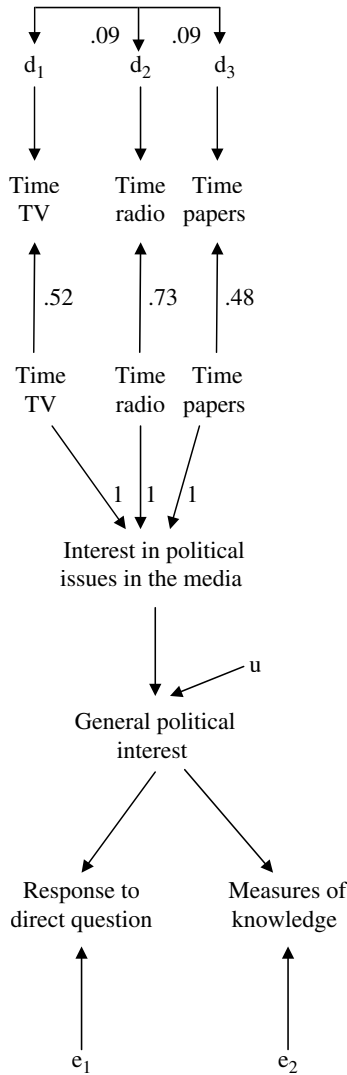 .09 .09
d₁ d₂ d₃
Time Time Time
TV radio papers
.52 .73 .48
Time Time Time
TV radio papers
1 1 1
Interest in political
issues in the media
u
General political
interest
Response to Measures of
direct question knowledge
e₁ e₂